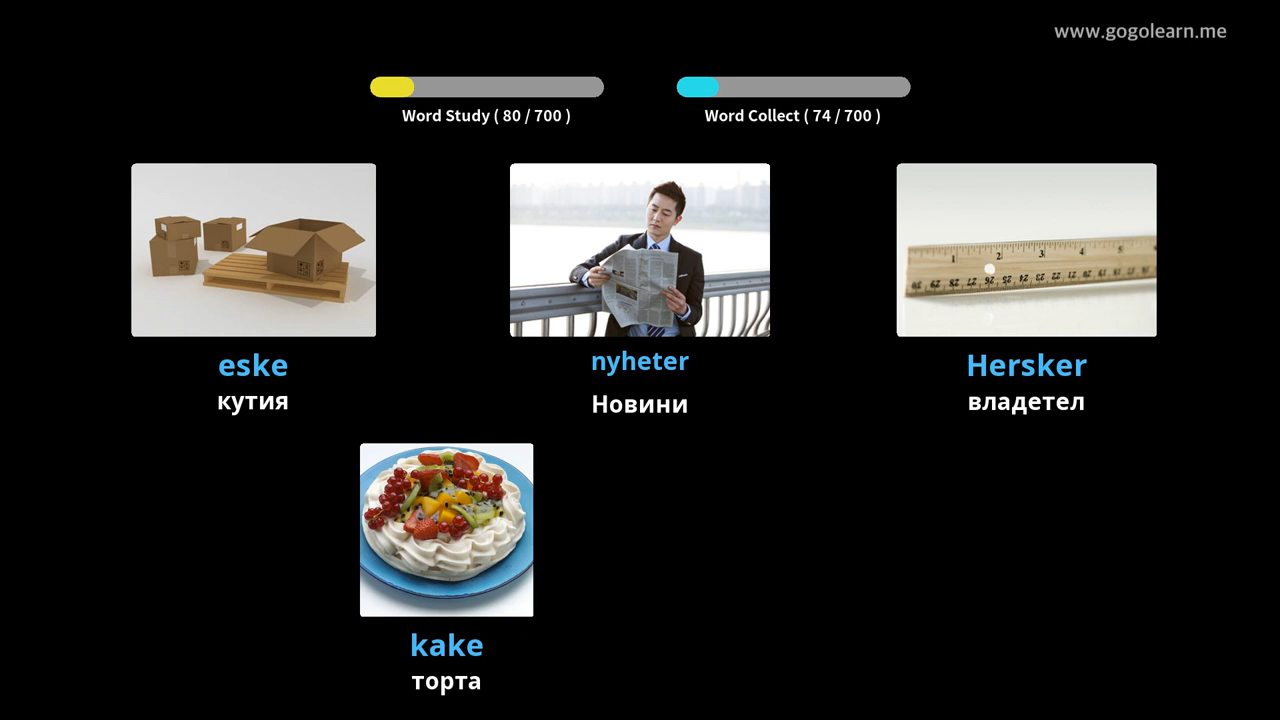 www.gogolearn.me
Word Study ( 80 / 700 )
Word Collect ( 74 / 700 )
eske
кутия
nyheter
Новини
Hersker
владетел
kake
торта